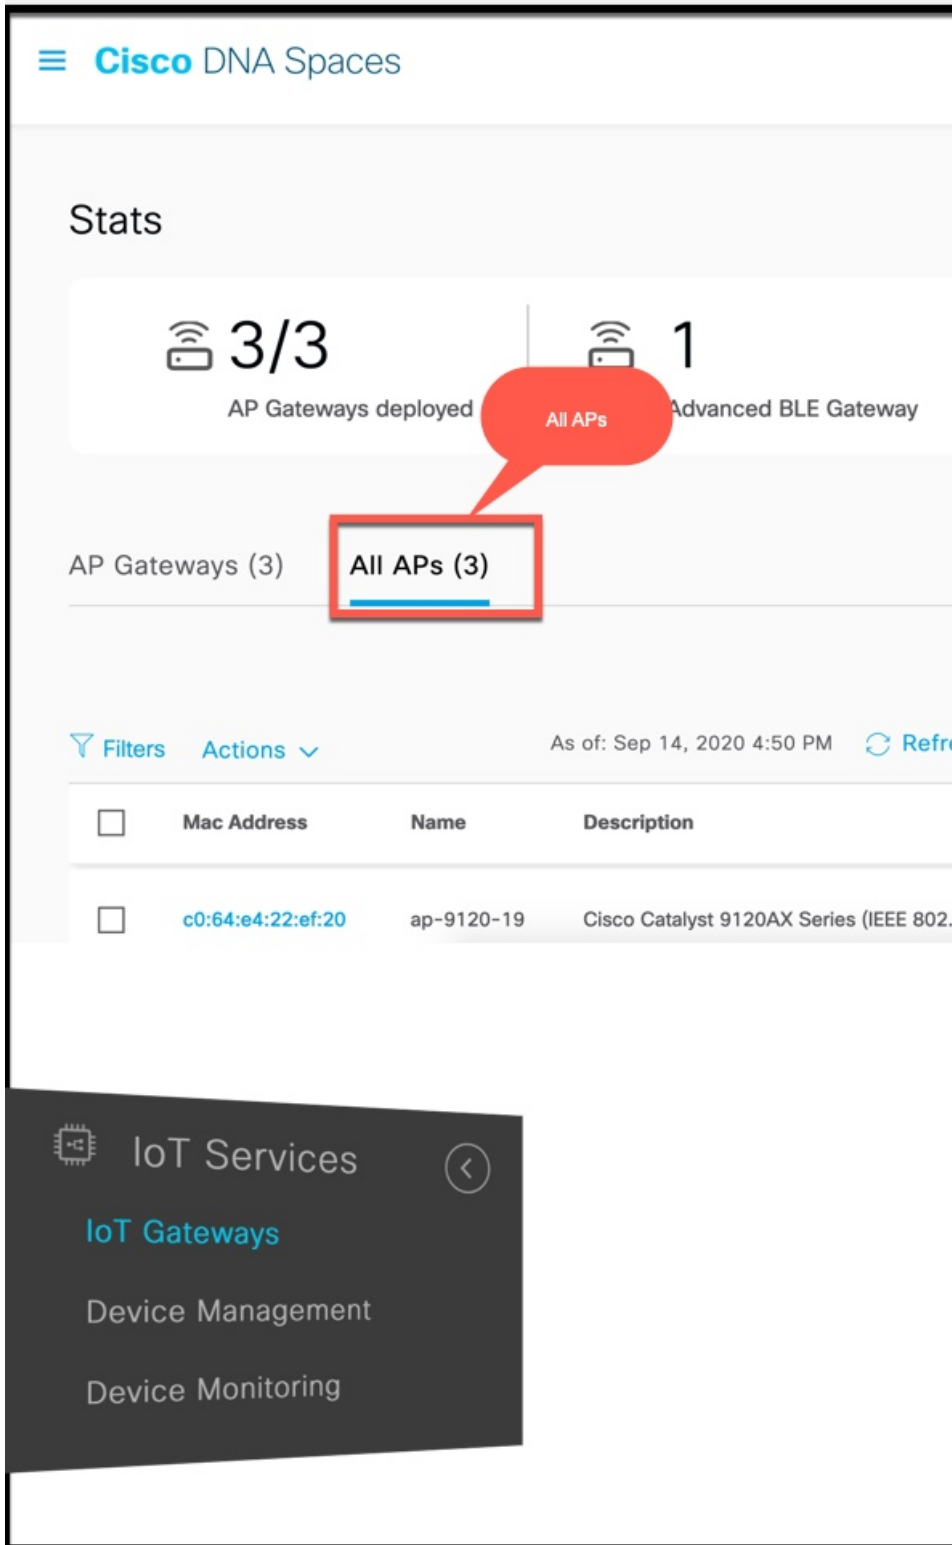 Cisco DNA Spaces
Stats
3/3
AP Gateways deployed
1
Advanced BLE Gateway
All APs
AP Gateways (3)
All APs (3)
Filters
Actions
As of: Sep 14, 2020 4:50 PM
Mac Address
Name
Description
c0:64:e4:22:ef:20
ap-9120-19
Cisco Catalyst 9120AX Series (IEEE 802.
IoT Services
IoT Gateways
Device Management
Device Monitoring